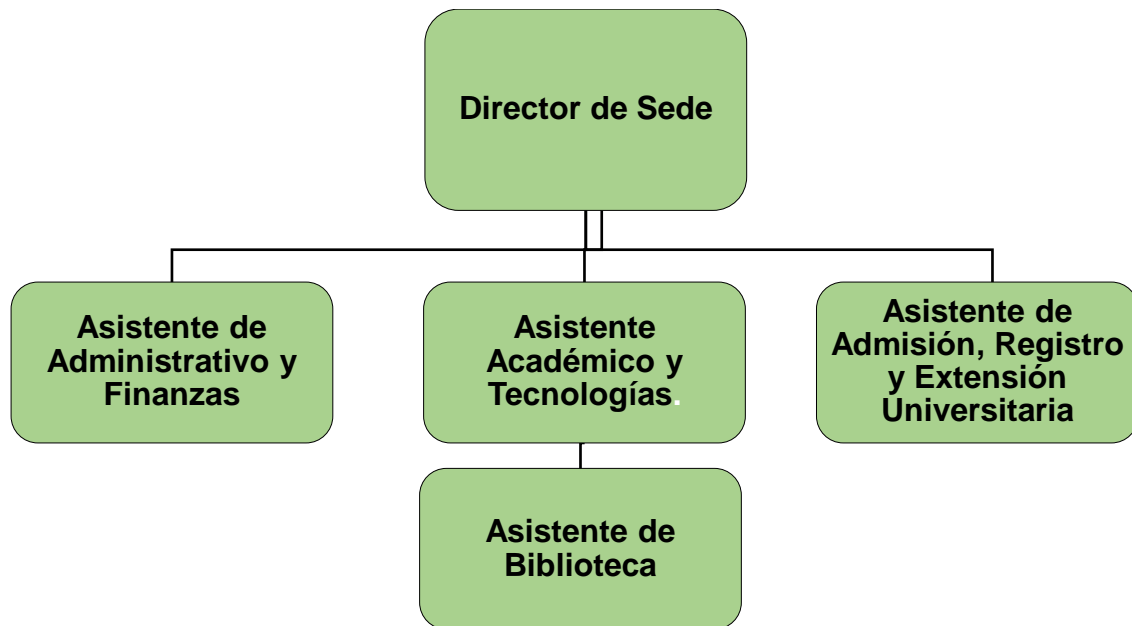 Director de Sede
Asistente de
Administrativo y
Finanzas
Asistente
Académico y
Tecnologías.
Asistente de
Admisión, Registro
y Extensión
Universitaria
Asistente de
Biblioteca